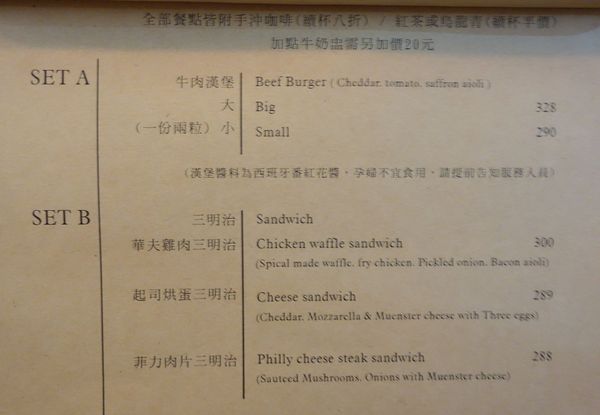 全部餐點皆附手沖咖啡(續杯八折) / 紅茶或烏龍青(續杯半價)
加點牛奶盅需另加價20元
SET A 牛肉漢堡 Beef Burger ( Cheddar. tomato. saffron aioli )
大 Big 328
(一份兩粒) 小 Small 290
(漢堡醬料為西班牙番紅花醬，孕婦不宜食用，請提前告知服務人員)
SET B 三明治 Sandwich
華夫雞肉三明治 Chicken waffle sandwich 300
(Spical made waffle. fry chicken. Pickled onion. Bacon aioli)
起司烘蛋三明治 Cheese sandwich 289
(Cheddar. Mozzarella & Muenster cheese with Three eggs)
菲力肉片三明治 Philly cheese steak sandwich 288
(Sauteed Mushrooms. Onions with Muenster cheese)